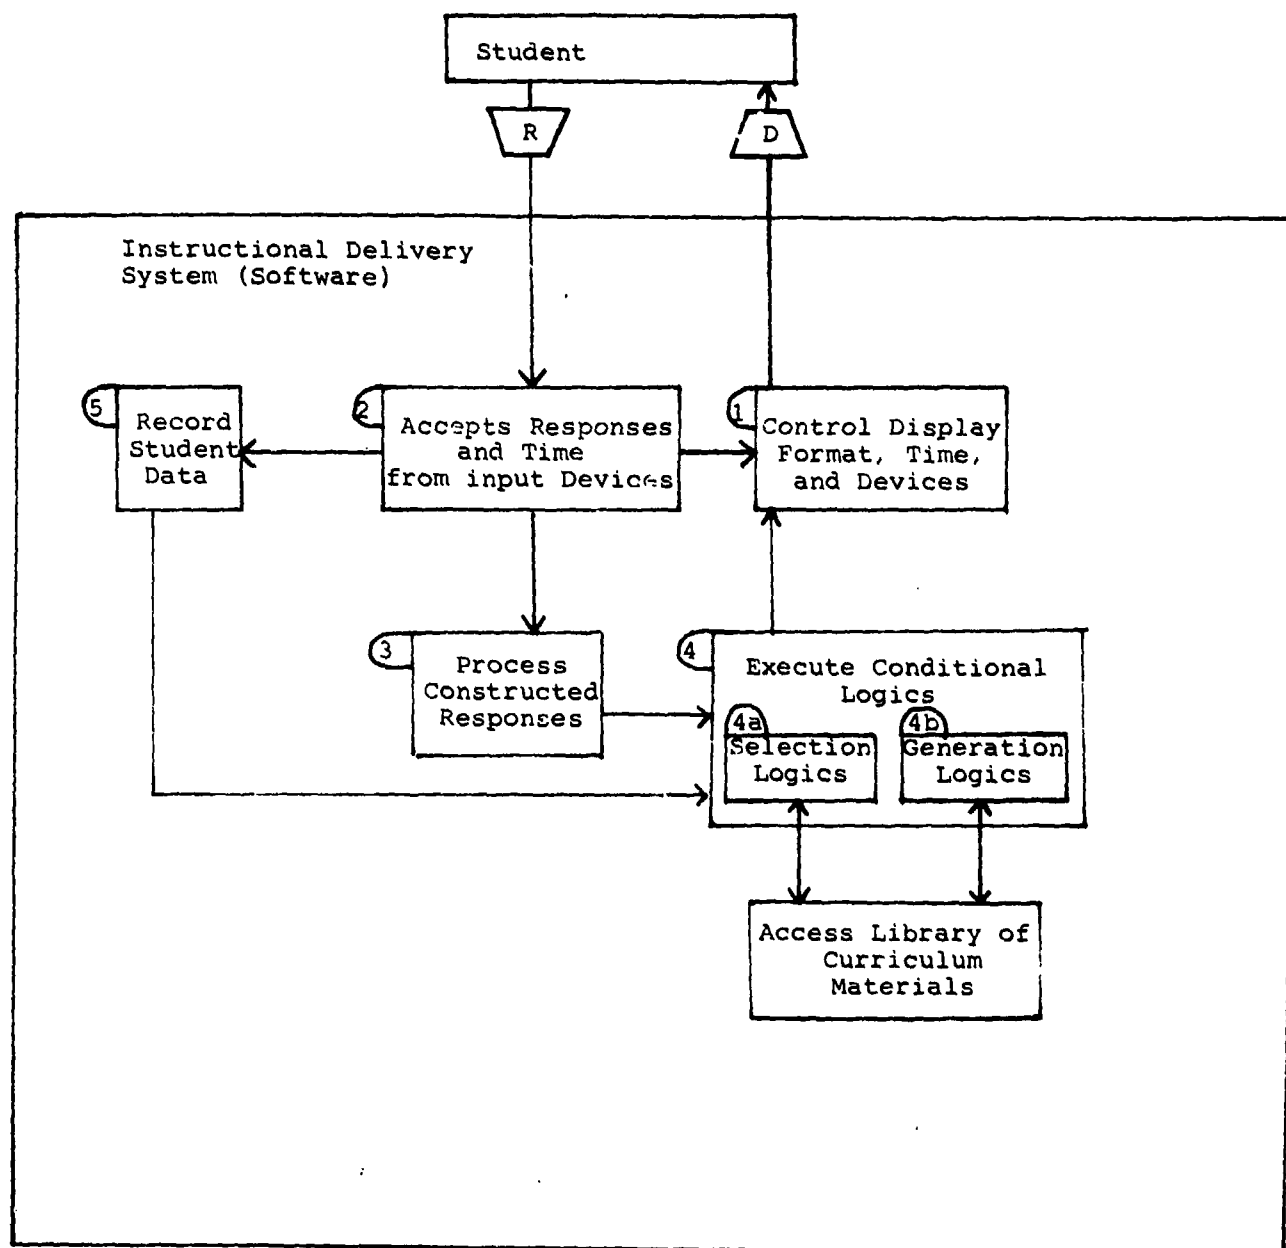 Student
R
D
Instructional Delivery
System (Software)
5
Record
Student
Data
2
Accepts Responses
and Time
from input Devices
1
Control Display
Format, Time,
and Devices
3
Process
Constructed
Responses
4
Execute Conditional
Logics
4a
Selection
Logics
4b
Generation
Logics
Access Library of
Curriculum
Materials